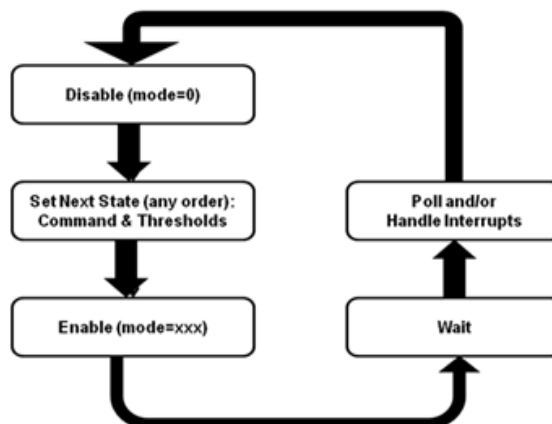 Disable (mode=0)
Set Next State (any order):
Command & Thresholds
Enable (mode=xxx)
Poll and/or
Handle Interrupts
Wait